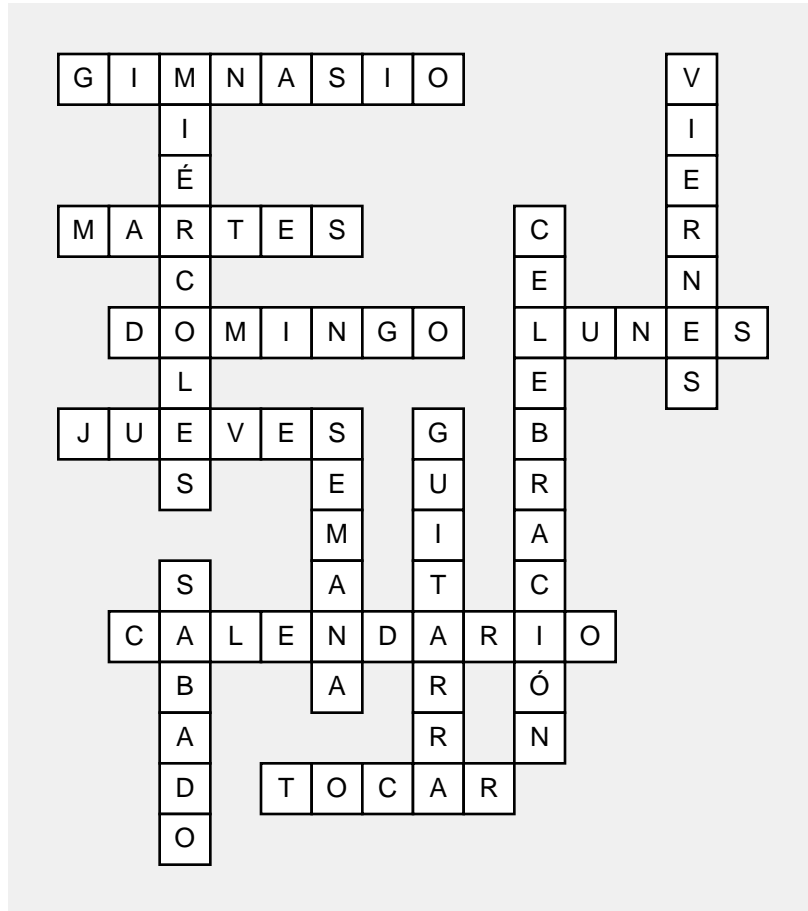 G I M N A S I O V
I I
É E
M A R T E S C R
C E N
D O M I N G O L U N E S
L E S
J U E V E S G B
S E U R
M I A
S A T C
C A L E N D A R I O
B A R Ó
A R N
D T O C A R
O